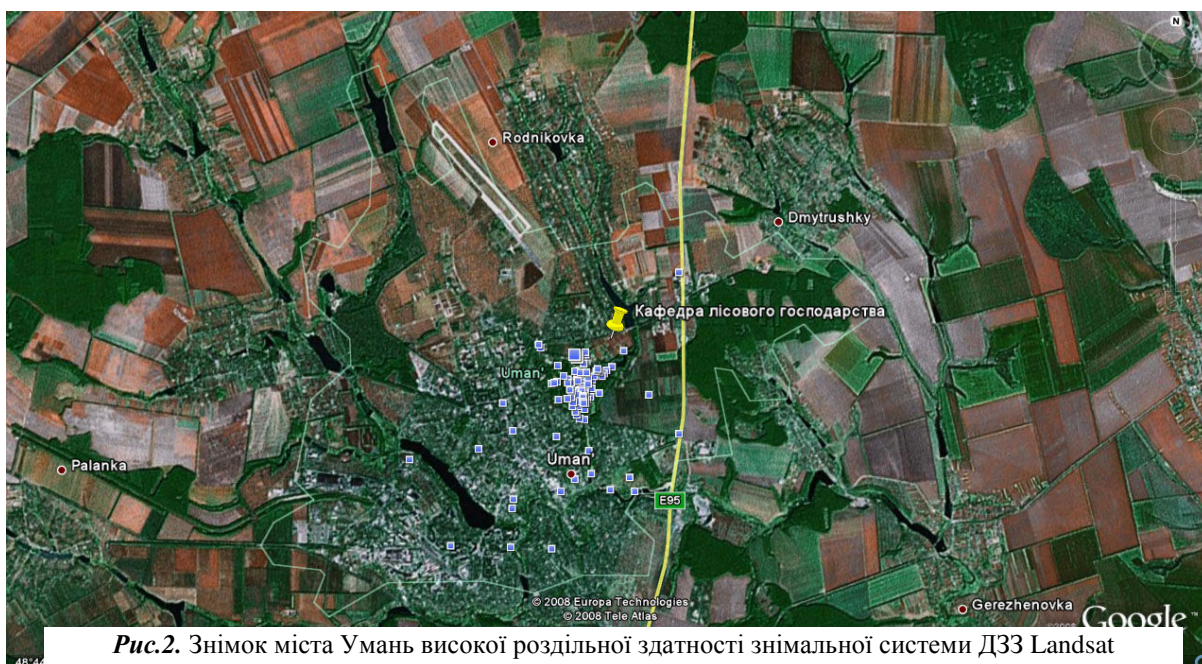 N
Rodnikovka
Dmytrushky
Кафедра лісового господарства
Uman'
Palanka
Uman'
E95
© 2008 Europa Technologies
© 2008 Tele Atlas
Gerezhenovka
Google™
Рис.2. Знімок міста Умань високої роздільної здатності знімальної системи ДЗЗ Landsat